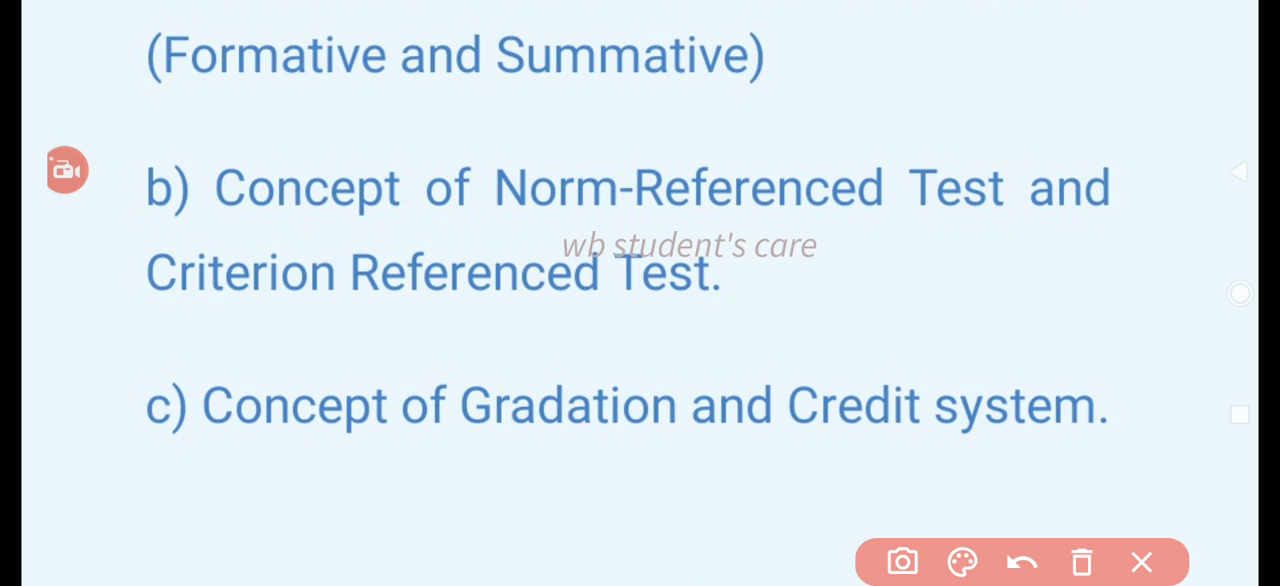 (Formative and Summative)
b) Concept of Norm-Referenced Test and
wb student's care
Criterion Referenced Test.
c) Concept of Gradation and Credit system.